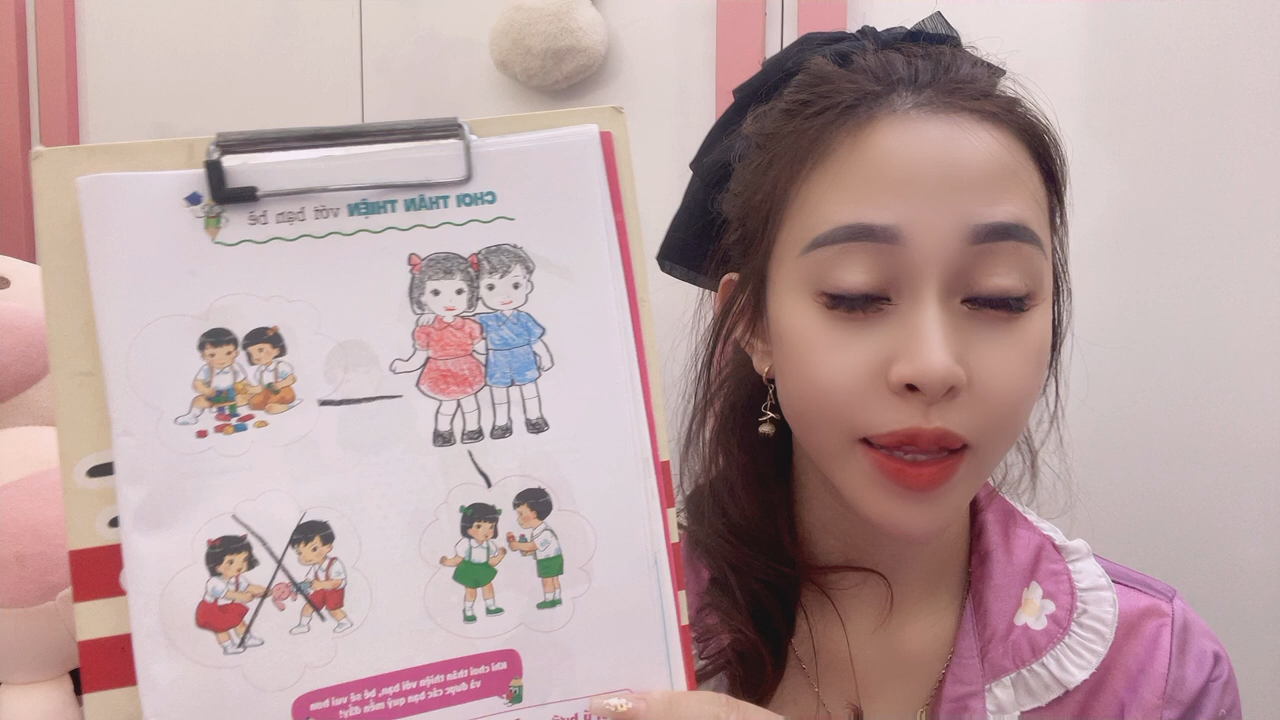 CHƠI THÂN THIỆN với bạn bé
Khi chơi thân thiện với bạn, bé sẽ vui hơn
và được các bạn quý mến đấy!